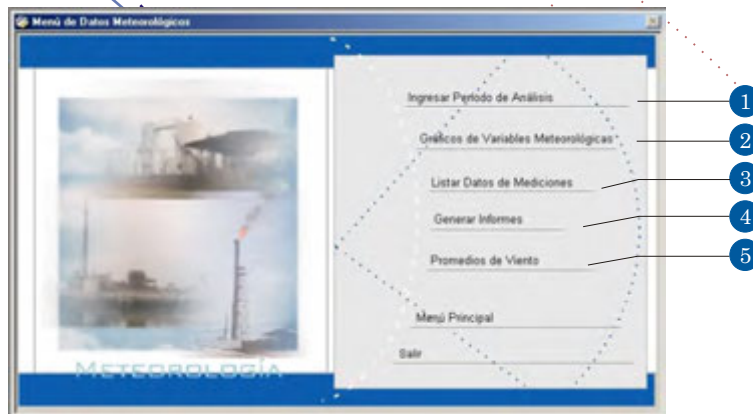 Menú de Datos Meteorológicos
Ingresar Período de Análisis
1
Gráficos de Variables Meteorológicas
2
Listar Datos de Mediciones
3
Generar Informes
4
Promedios de Viento
5
Menú Principal
Salir
METEOROLOGÍA